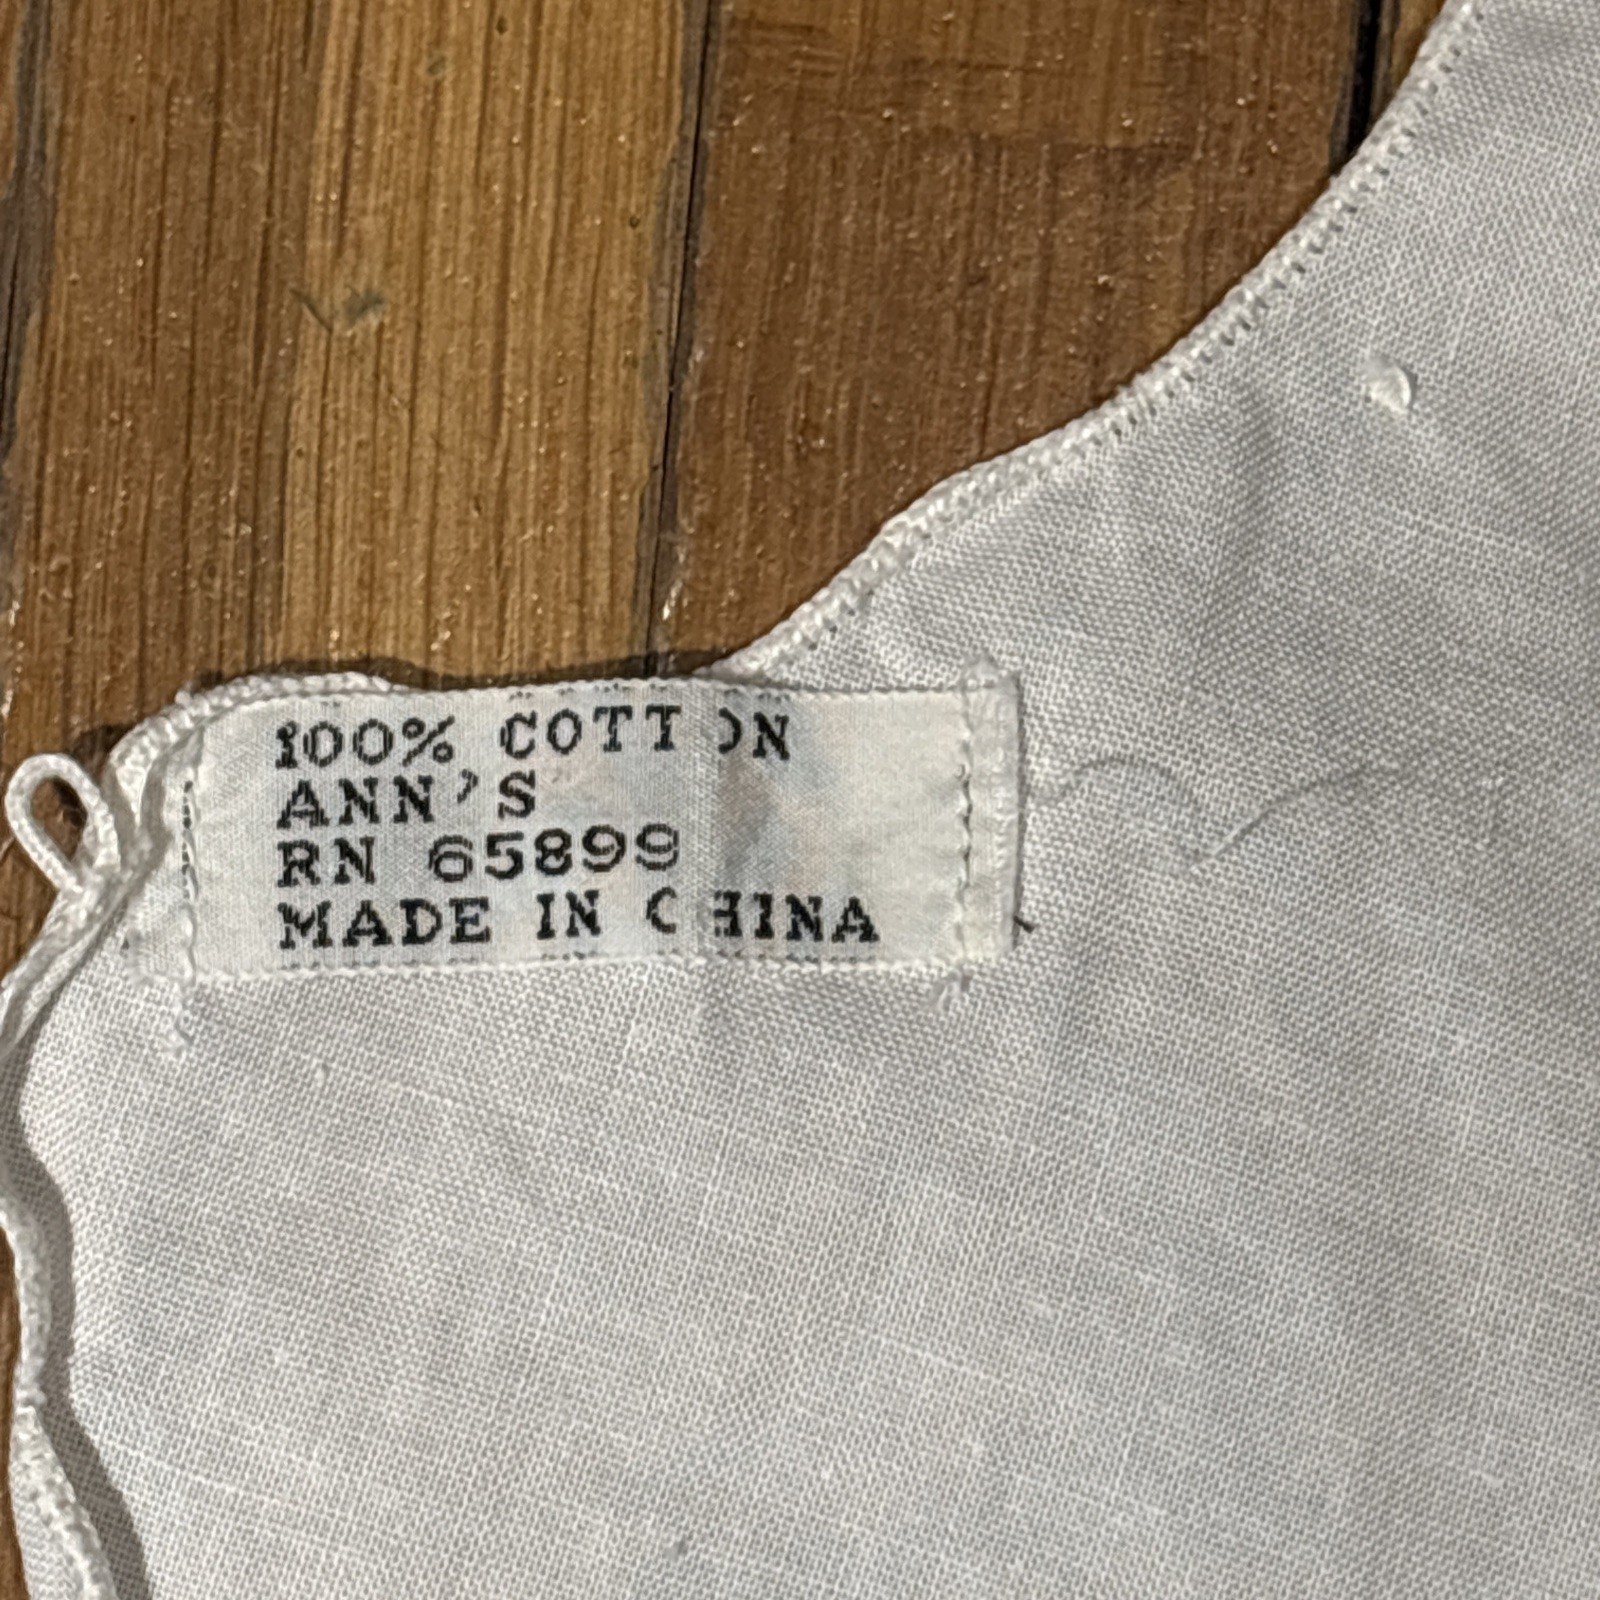 100% COTTON
ANN'S
RN 65899
MADE IN CHINA